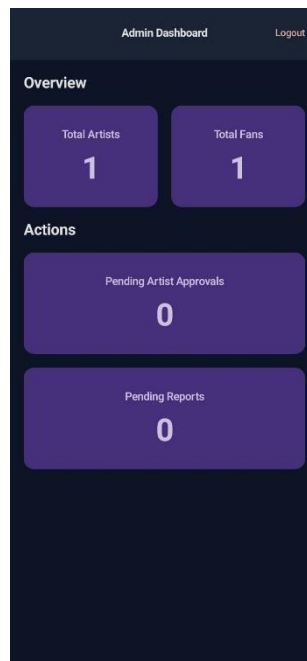 Admin Dashboard Logout
Overview
Total Artists Total Fans
1 1
Actions
Pending Artist Approvals
0
Pending Reports
0